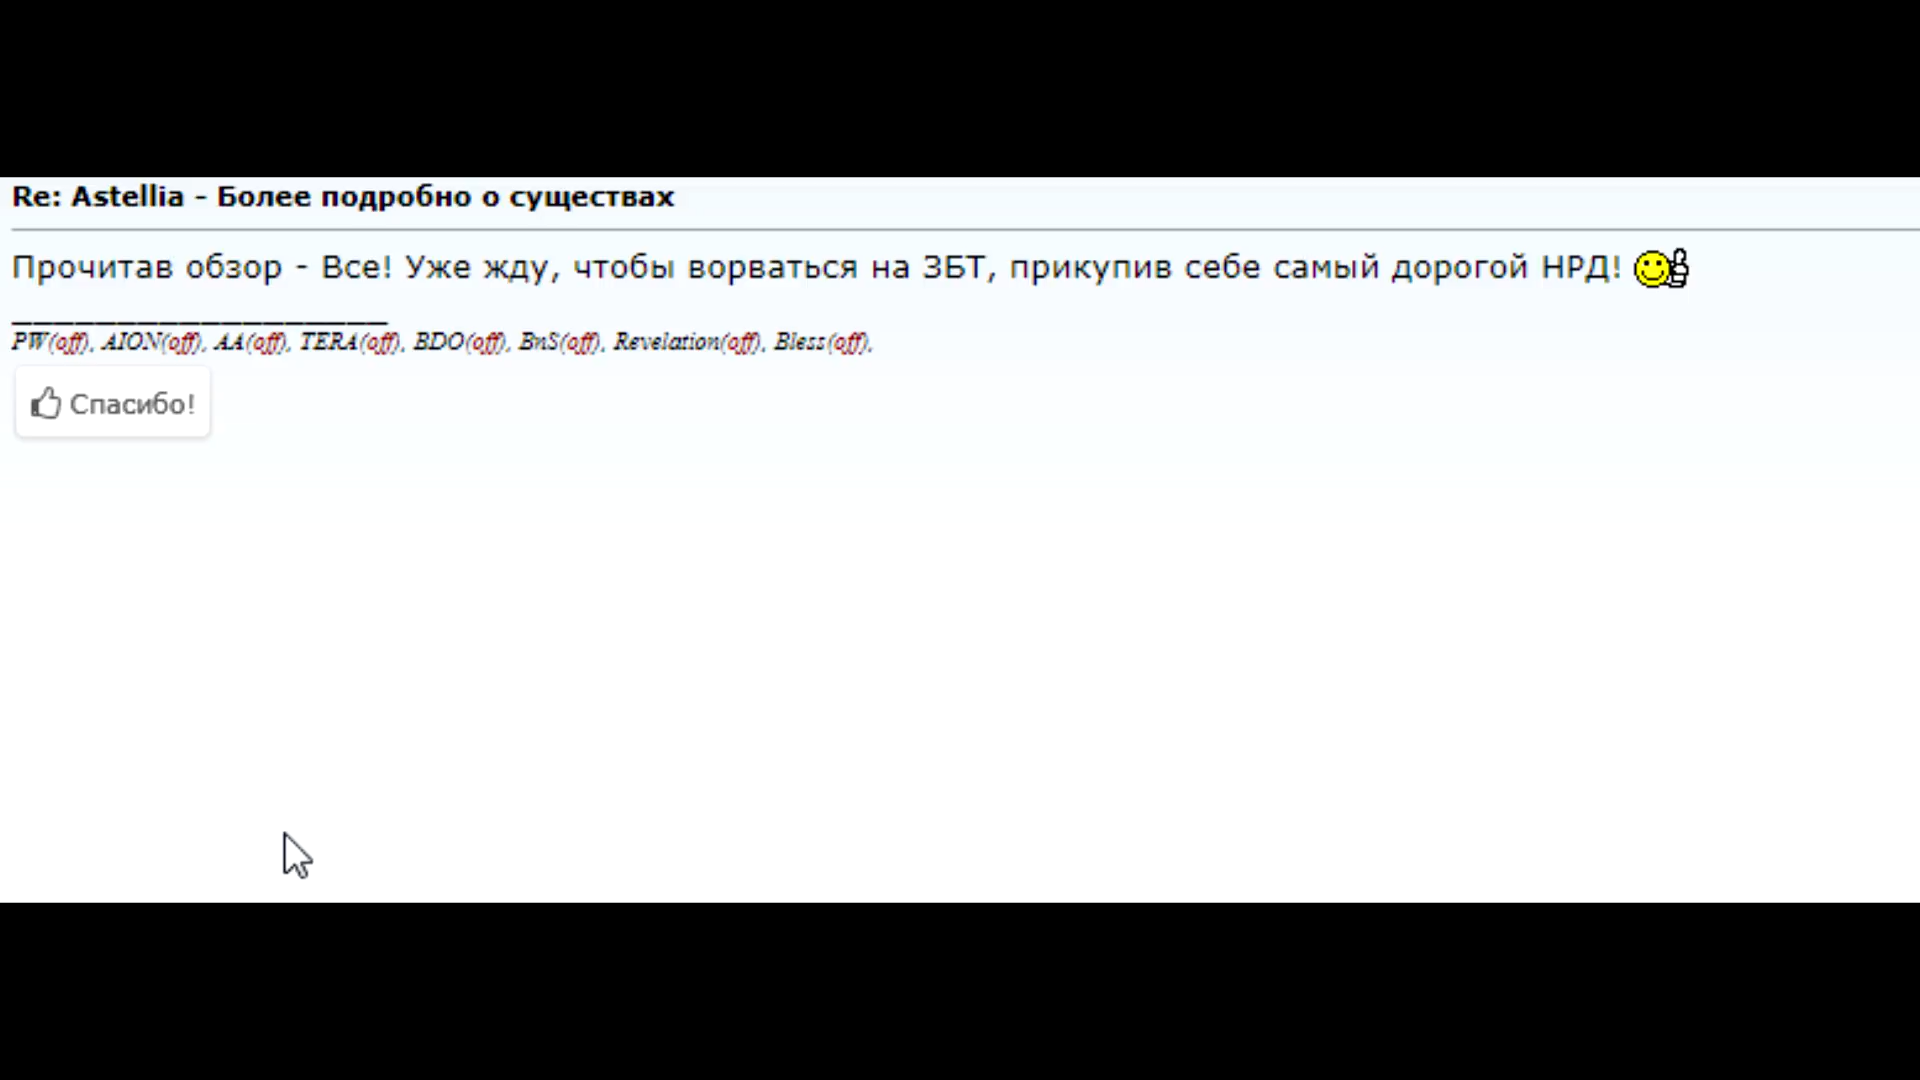 Re: Astellia - Более подробно о существах
Прочитав обзор - Все! Уже жду, чтобы ворваться на ЗБТ, прикупив себе самый дорогой НРД!
__________________
PW(off), AION(off), AA(off), TERA(off), BDO(off), BnS(off), Revelation(off), Bless(off),
Спасибо!